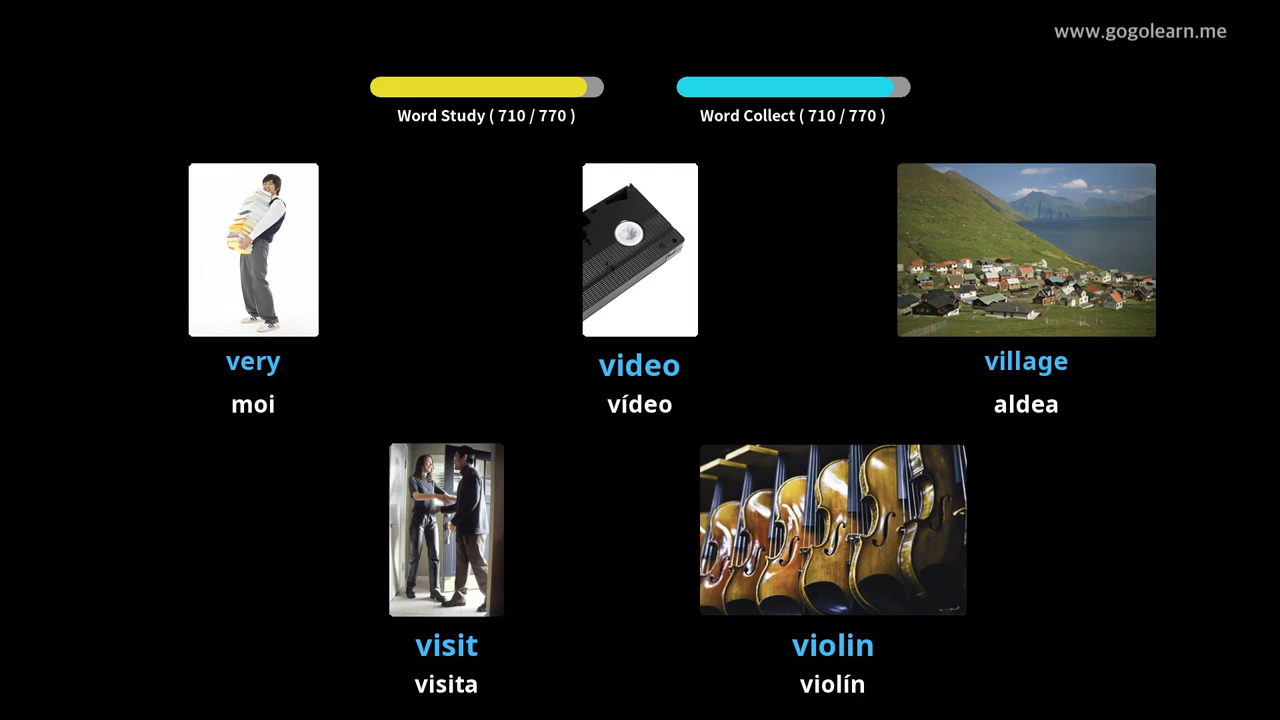 www.gogolearn.me
Word Study ( 710 / 770 )
Word Collect ( 710 / 770 )
very
video
village
moi
vídeo
aldea
visit
violin
visita
violín